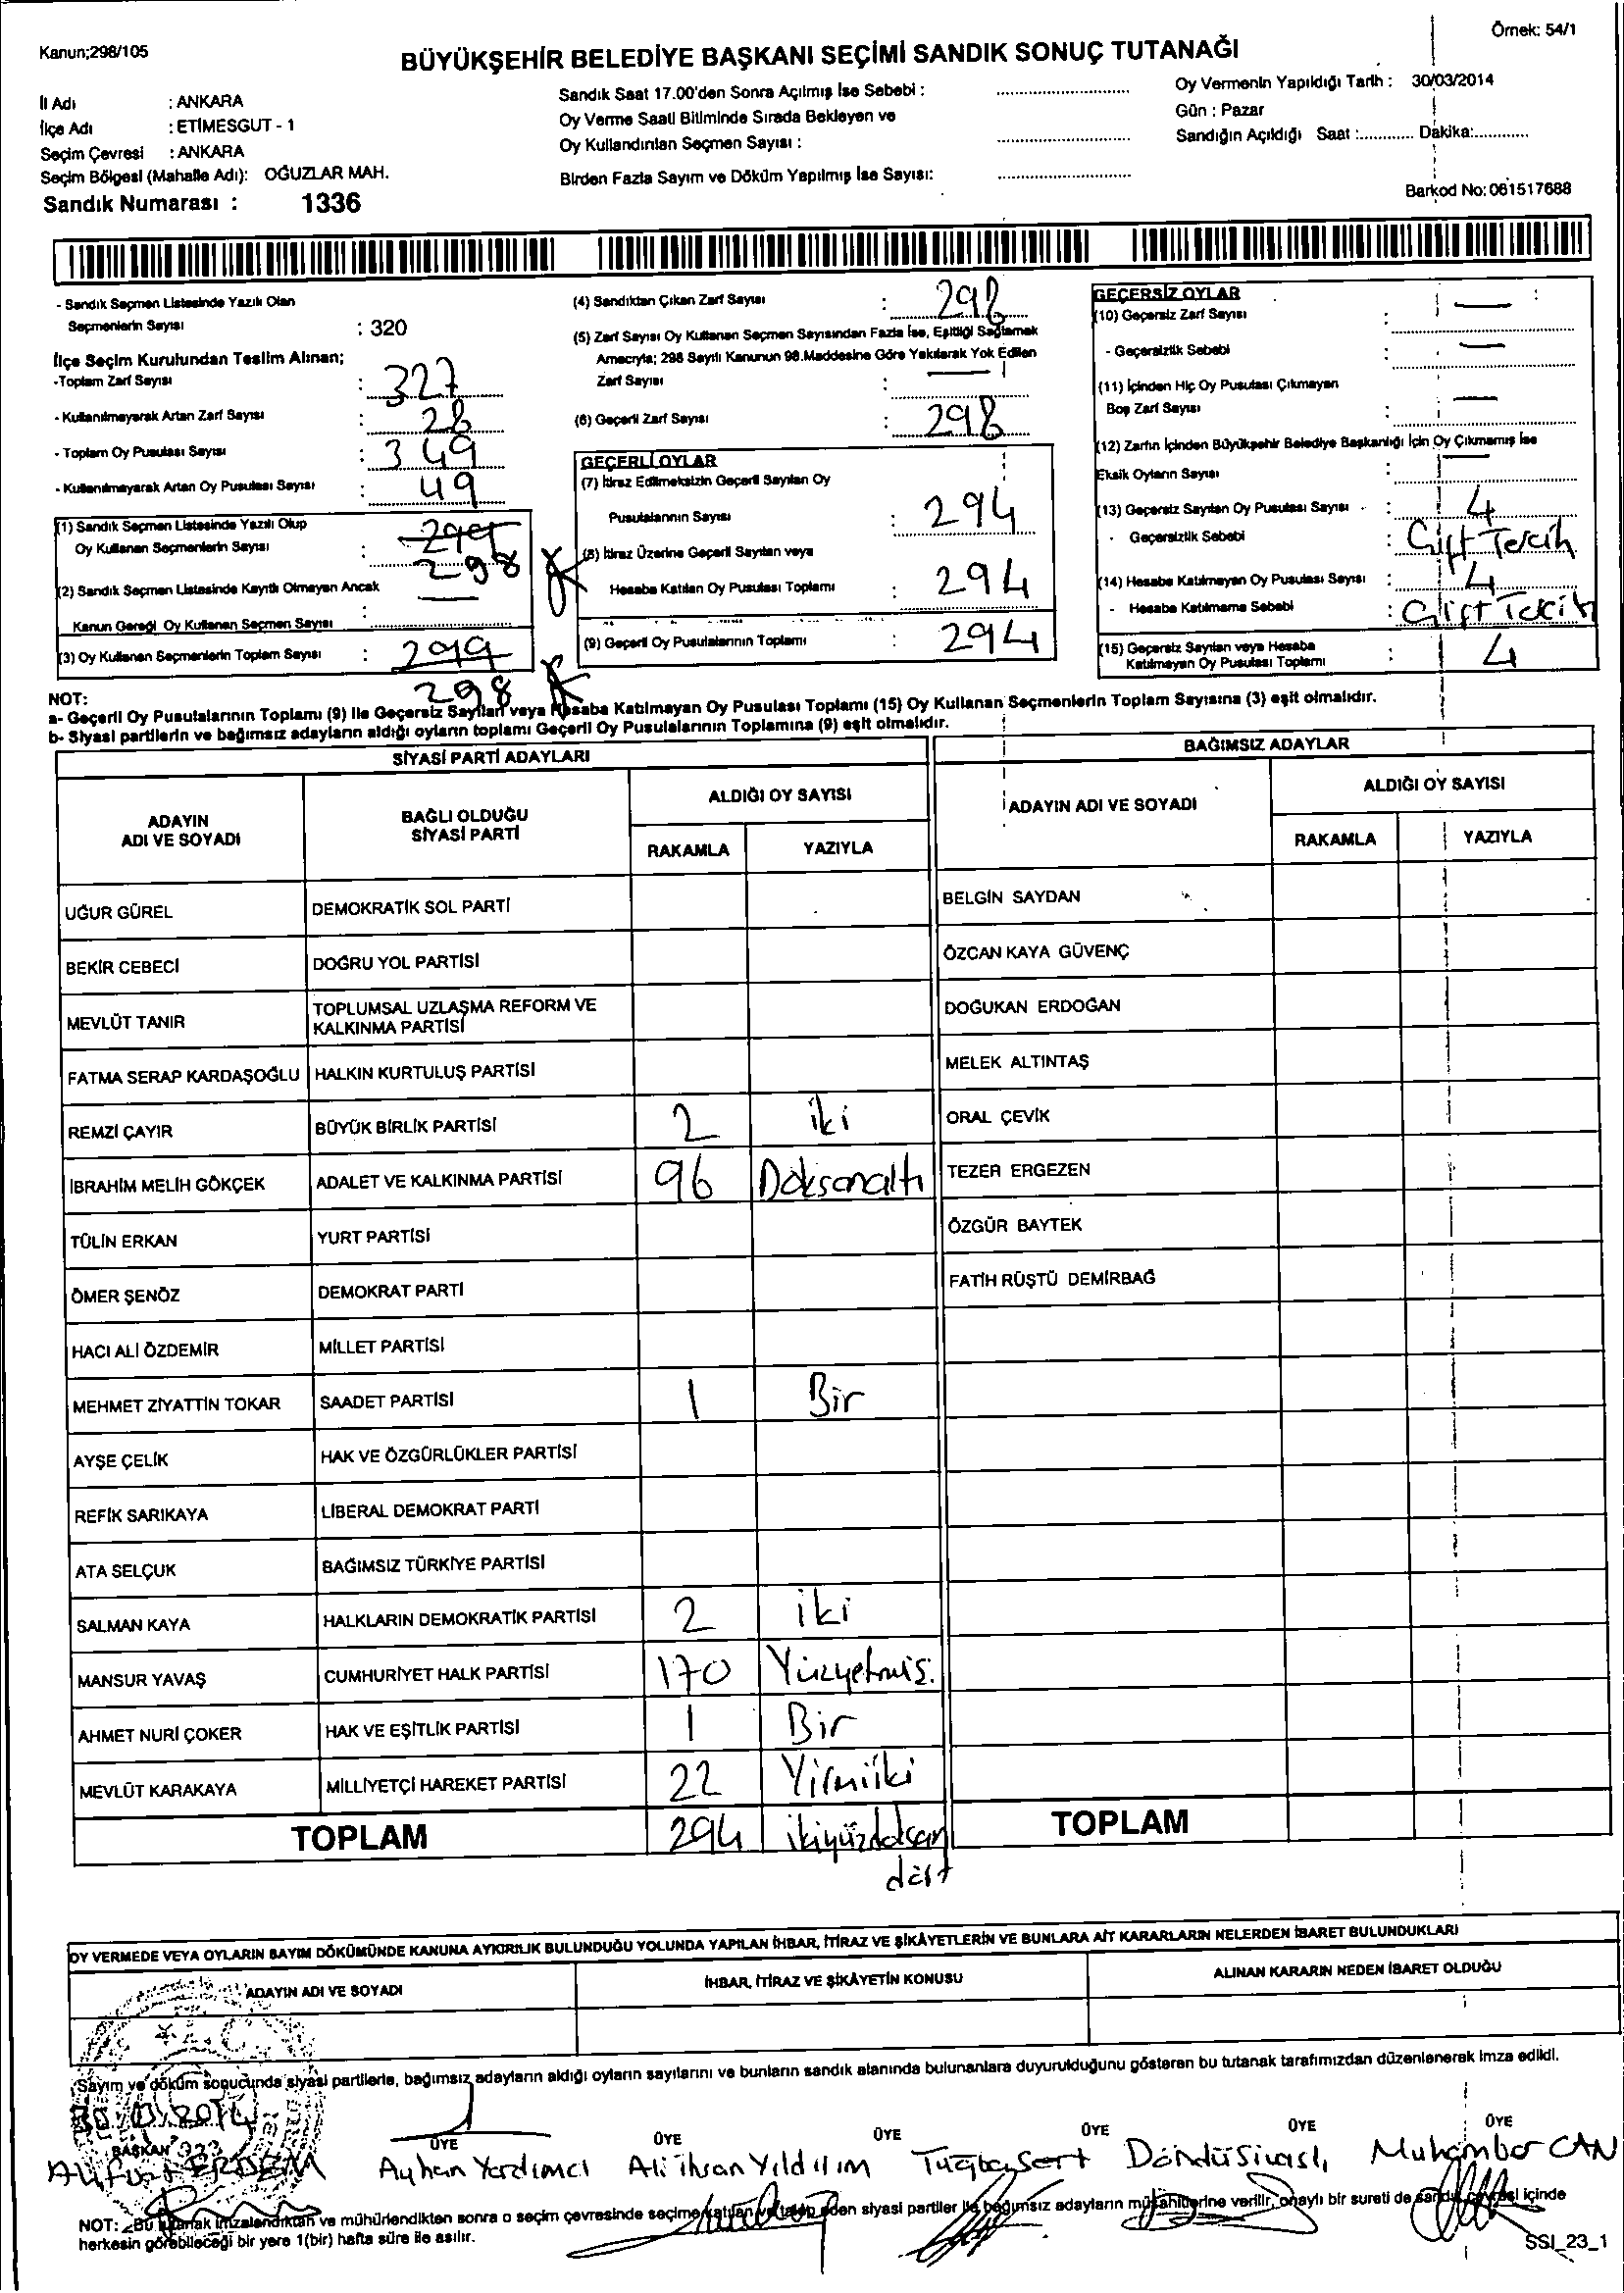 Kanun;298/105
Örnek: 54/1
BÜYÜKŞEHİR BELEDİYE BAŞKANI SEÇİMİ SANDIK SONUÇ TUTANAĞI
İl Adı : ANKARA
İlçe Adı : ETİMESGUT - 1
Seçim Çevresi : ANKARA
Seçim Bölgesi (Mahalle Adı): OĞUZLAR MAH.
Sandık Numarası : 1336
Sandık Saat 17.00'den Sonra Açılmış İse Sebebi :
Oy Verme Saati Bitiminde Sırada Bekleyen ve
Oy Kullandırılan Seçmen Sayısı :
Birden Fazla Sayım ve Döküm Yapılmış İse Sayısı:
Oy Vermenin Yapıldığı Tarih : 30/03/2014
Gün : Pazar
Sandığın Açıldığı Saat :............ Dakika:............
Barkod No: 061517688
- Sandık Seçmen Listesinde Yazılı Olan
Seçmenlerin Sayısı : 320
İlçe Seçim Kurulundan Teslim Alınan;
-Toplam Zarf Sayısı : 327
- Kullanılmayarak Artan Zarf Sayısı : 28
- Toplam Oy Pusulası Sayısı : 349
- Kullanılmayarak Artan Oy Pusulası Sayısı : 49
(1) Sandık Seçmen Listesinde Yazılı Olup
Oy Kullanan Seçmenlerin Sayısı : 299
298
(2) Sandık Seçmen Listesinde Kayıtlı Olmayan Ancak
Kanun Gereği Oy Kullanan Seçmen Sayısı : —
(3) Oy Kullanan Seçmenlerin Toplam Sayısı : 299
298
(4) Sandıktan Çıkan Zarf Sayısı : 298
(5) Zarf Sayısı Oy Kullanan Seçmen Sayısından Fazla İse, Eşitliği Sağlamak
Amacıyla; 298 Sayılı Kanunun 98.Maddesine Göre Yakılarak Yok Edilen
Zarf Sayısı : —
(6) Geçerli Zarf Sayısı : 298
GEÇERLİ OYLAR
(7) İtiraz Edilmeksizin Geçerli Sayılan Oy
Pusulalarının Sayısı : 294
(8) İtiraz Üzerine Geçerli Sayılan veya
Hesaba Katılan Oy Pusulası Toplamı : 294
(9) Geçerli Oy Pusulalarının Toplamı : 294
GEÇERSİZ OYLAR
(10) Geçersiz Zarf Sayısı : —
- Geçersizlik Sebebi : —
(11) İçinden Hiç Oy Pusulası Çıkmayan
Boş Zarf Sayısı : —
(12) Zarfın İçinden Büyükşehir Belediye Başkanlığı İçin Oy Çıkmamış İse
Eksik Oyların Sayısı : —
(13) Geçersiz Sayılan Oy Pusulası Sayısı : 4
- Geçersizlik Sebebi : Çift Tercih
(14) Hesaba Katılmayan Oy Pusulası Sayısı : 4
- Hesaba Katılmama Sebebi : Çift Tercih
(15) Geçersiz Sayılan veya Hesaba
Katılmayan Oy Pusulası Toplamı : 4
NOT:
a- Geçerli Oy Pusulalarının Toplamı (9) ile Geçersiz Sayılan veya Hesaba Katılmayan Oy Pusulası Toplamı (15) Oy Kullanan Seçmenlerin Toplam Sayısına (3) eşit olmalıdır.
b- Siyasi partilerin ve bağımsız adayların aldığı oyların toplamı Geçerli Oy Pusulalarının Toplamına (9) eşit olmalıdır.
SİYASİ PARTİ ADAYLARI
ADAYIN ADI VE SOYADI
BAĞLI OLDUĞU SİYASİ PARTİ
ALDIĞI OY SAYISI
RAKAMLA YAZIYLA
UĞUR GÜREL DEMOKRATİK SOL PARTİ
BEKİR CEBECİ DOĞRU YOL PARTİSİ
MEVLÜT TANIR TOPLUMSAL UZLAŞMA REFORM VE
KALKINMA PARTİSİ
FATMA SERAP KARDAŞOĞLU HALKIN KURTULUŞ PARTİSİ
REMZİ ÇAYIR BÜYÜK BİRLİK PARTİSİ 2 iki
İBRAHİM MELİH GÖKÇEK ADALET VE KALKINMA PARTİSİ 96 Doksanaltı
TÜLİN ERKAN YURT PARTİSİ
ÖMER ŞENÖZ DEMOKRAT PARTİ
HACI ALİ ÖZDEMİR MİLLET PARTİSİ
MEHMET ZİYATTİN TOKAR SAADET PARTİSİ 1 Bir
AYŞE ÇELİK HAK VE ÖZGÜRLÜKLER PARTİSİ
REFİK SARIKAYA LİBERAL DEMOKRAT PARTİ
ATA SELÇUK BAĞIMSIZ TÜRKİYE PARTİSİ
SALMAN KAYA HALKLARIN DEMOKRATİK PARTİSİ 2 iki
MANSUR YAVAŞ CUMHURİYET HALK PARTİSİ 170 Yüzyetmiş.
AHMET NURİ ÇOKER HAK VE EŞİTLİK PARTİSİ 1 Bir
MEVLÜT KARAKAYA MİLLİYETÇİ HAREKET PARTİSİ 22 Yirmiiki
TOPLAM 294 ikiyüzdoksan
dört
BAĞIMSIZ ADAYLAR
ADAYIN ADI VE SOYADI
ALDIĞI OY SAYISI
RAKAMLA YAZIYLA
BELGİN SAYDAN
ÖZCAN KAYA GÜVENÇ
DOĞUKAN ERDOĞAN
MELEK ALTINTAŞ
ORAL ÇEVİK
TEZER ERGEZEN
ÖZGÜR BAYTEK
FATİH RÜŞTÜ DEMİRBAĞ
TOPLAM
OY VERMEDE VEYA OYLARIN SAYIM DÖKÜMÜNDE KANUNA AYKIRILIK BULUNDUĞU YOLUNDA YAPILAN İHBAR, İTİRAZ VE ŞİKÂYETLERİN VE BUNLARA AİT KARARLARIN NELERDEN İBARET BULUNDUKLARI
ADAYIN ADI VE SOYADI İHBAR, İTİRAZ VE ŞİKÂYETİN KONUSU ALINAN KARARIN NEDEN İBARET OLDUĞU
Sayım ve döküm sonucunda siyasi partilerle, bağımsız adayların aldığı oyların sayılarını ve bunların sandık alanında bulunanlara duyurulduğunu gösteren bu tutanak tarafımızdan düzenlenerek imza edildi.
30/03/2014
BAŞKAN ÜYE ÜYE ÜYE ÜYE ÜYE ÜYE
ERDEM Ayhan Yardımcı Ali İhsan Yıldırım Tuğba Sert Döndü Sivaslı Muhambar CAN
NOT: Bu tutanak imzalandıktan ve mühürlendikten sonra o seçim çevresinde seçime katılan ve talep eden siyasi partiler ile bağımsız adayların müşahitlerine verilir, onaylı bir sureti de sandık çevresi içinde
herkesin görebileceği bir yere 1(bir) hafta süre ile asılır.
SSI_23_1